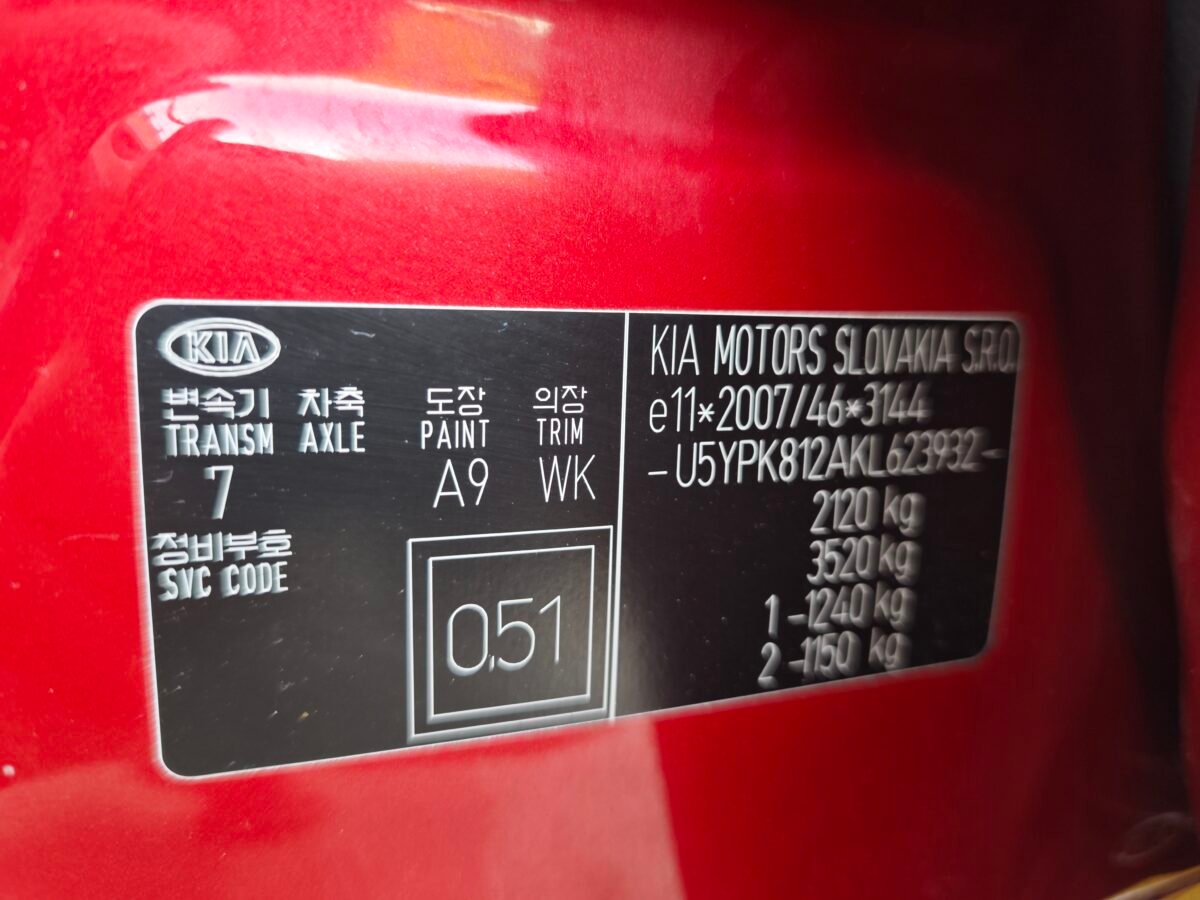 KIA
변속기 차축 도장 의장
TRANSM AXLE PAINT TRIM
7 A9 WK
정비부호
SVC CODE
0.51
KIA MOTORS SLOVAKIA S.R.O.
e11*2007/46*3144
-U5YPK812AKL623932-
2120 kg
3520 kg
1 -1240 kg
2 -1150 kg